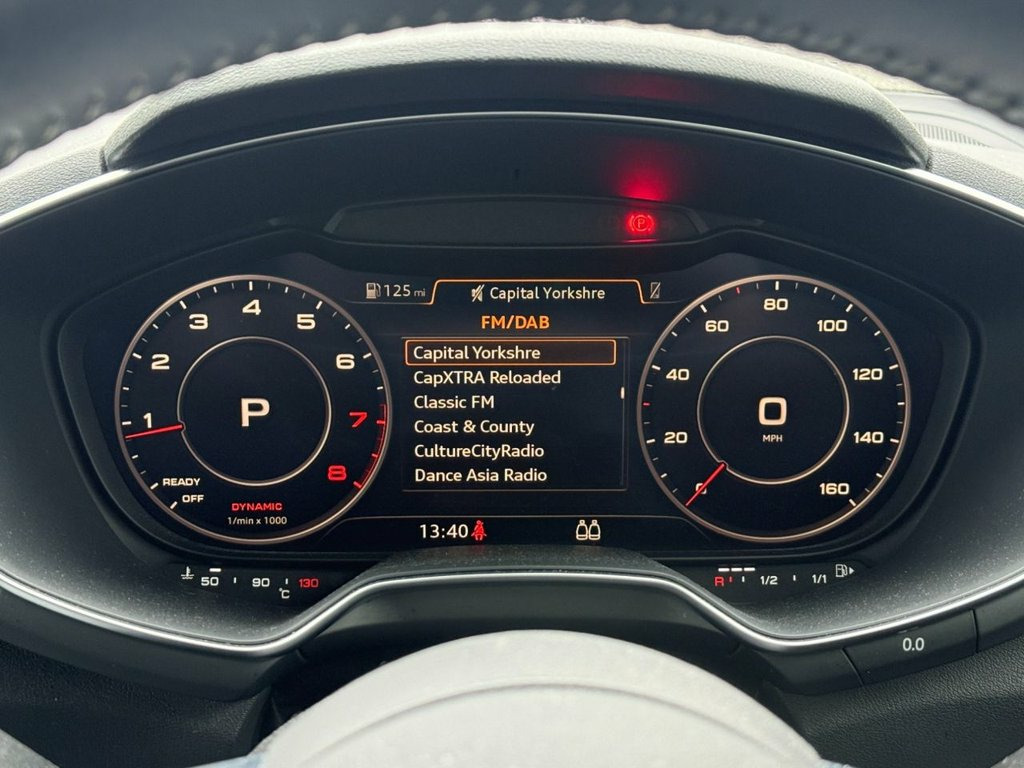 P
125 mi
Capital Yorkshre
FM/DAB
Capital Yorkshre
CapXTRA Reloaded
Classic FM
Coast & County
CultureCityRadio
Dance Asia Radio
1
2
3
4
5
6
7
8
P
READY
OFF
DYNAMIC
1/min x 1000
0
20
40
60
80
100
120
140
160
0
MPH
13:40
50
90
130
°C
R
1/2
1/1
0.0